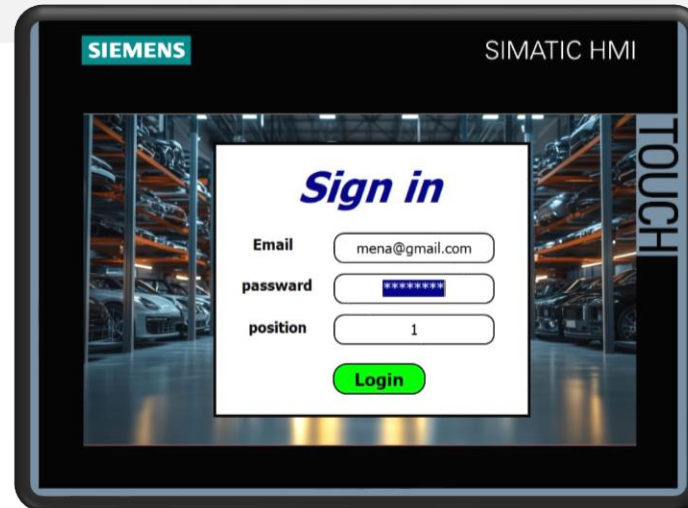 SIEMENS
SIMATIC HMI
TOUCH
Sign in
Email
mena@gmail.com
passward
********
position
1
Login